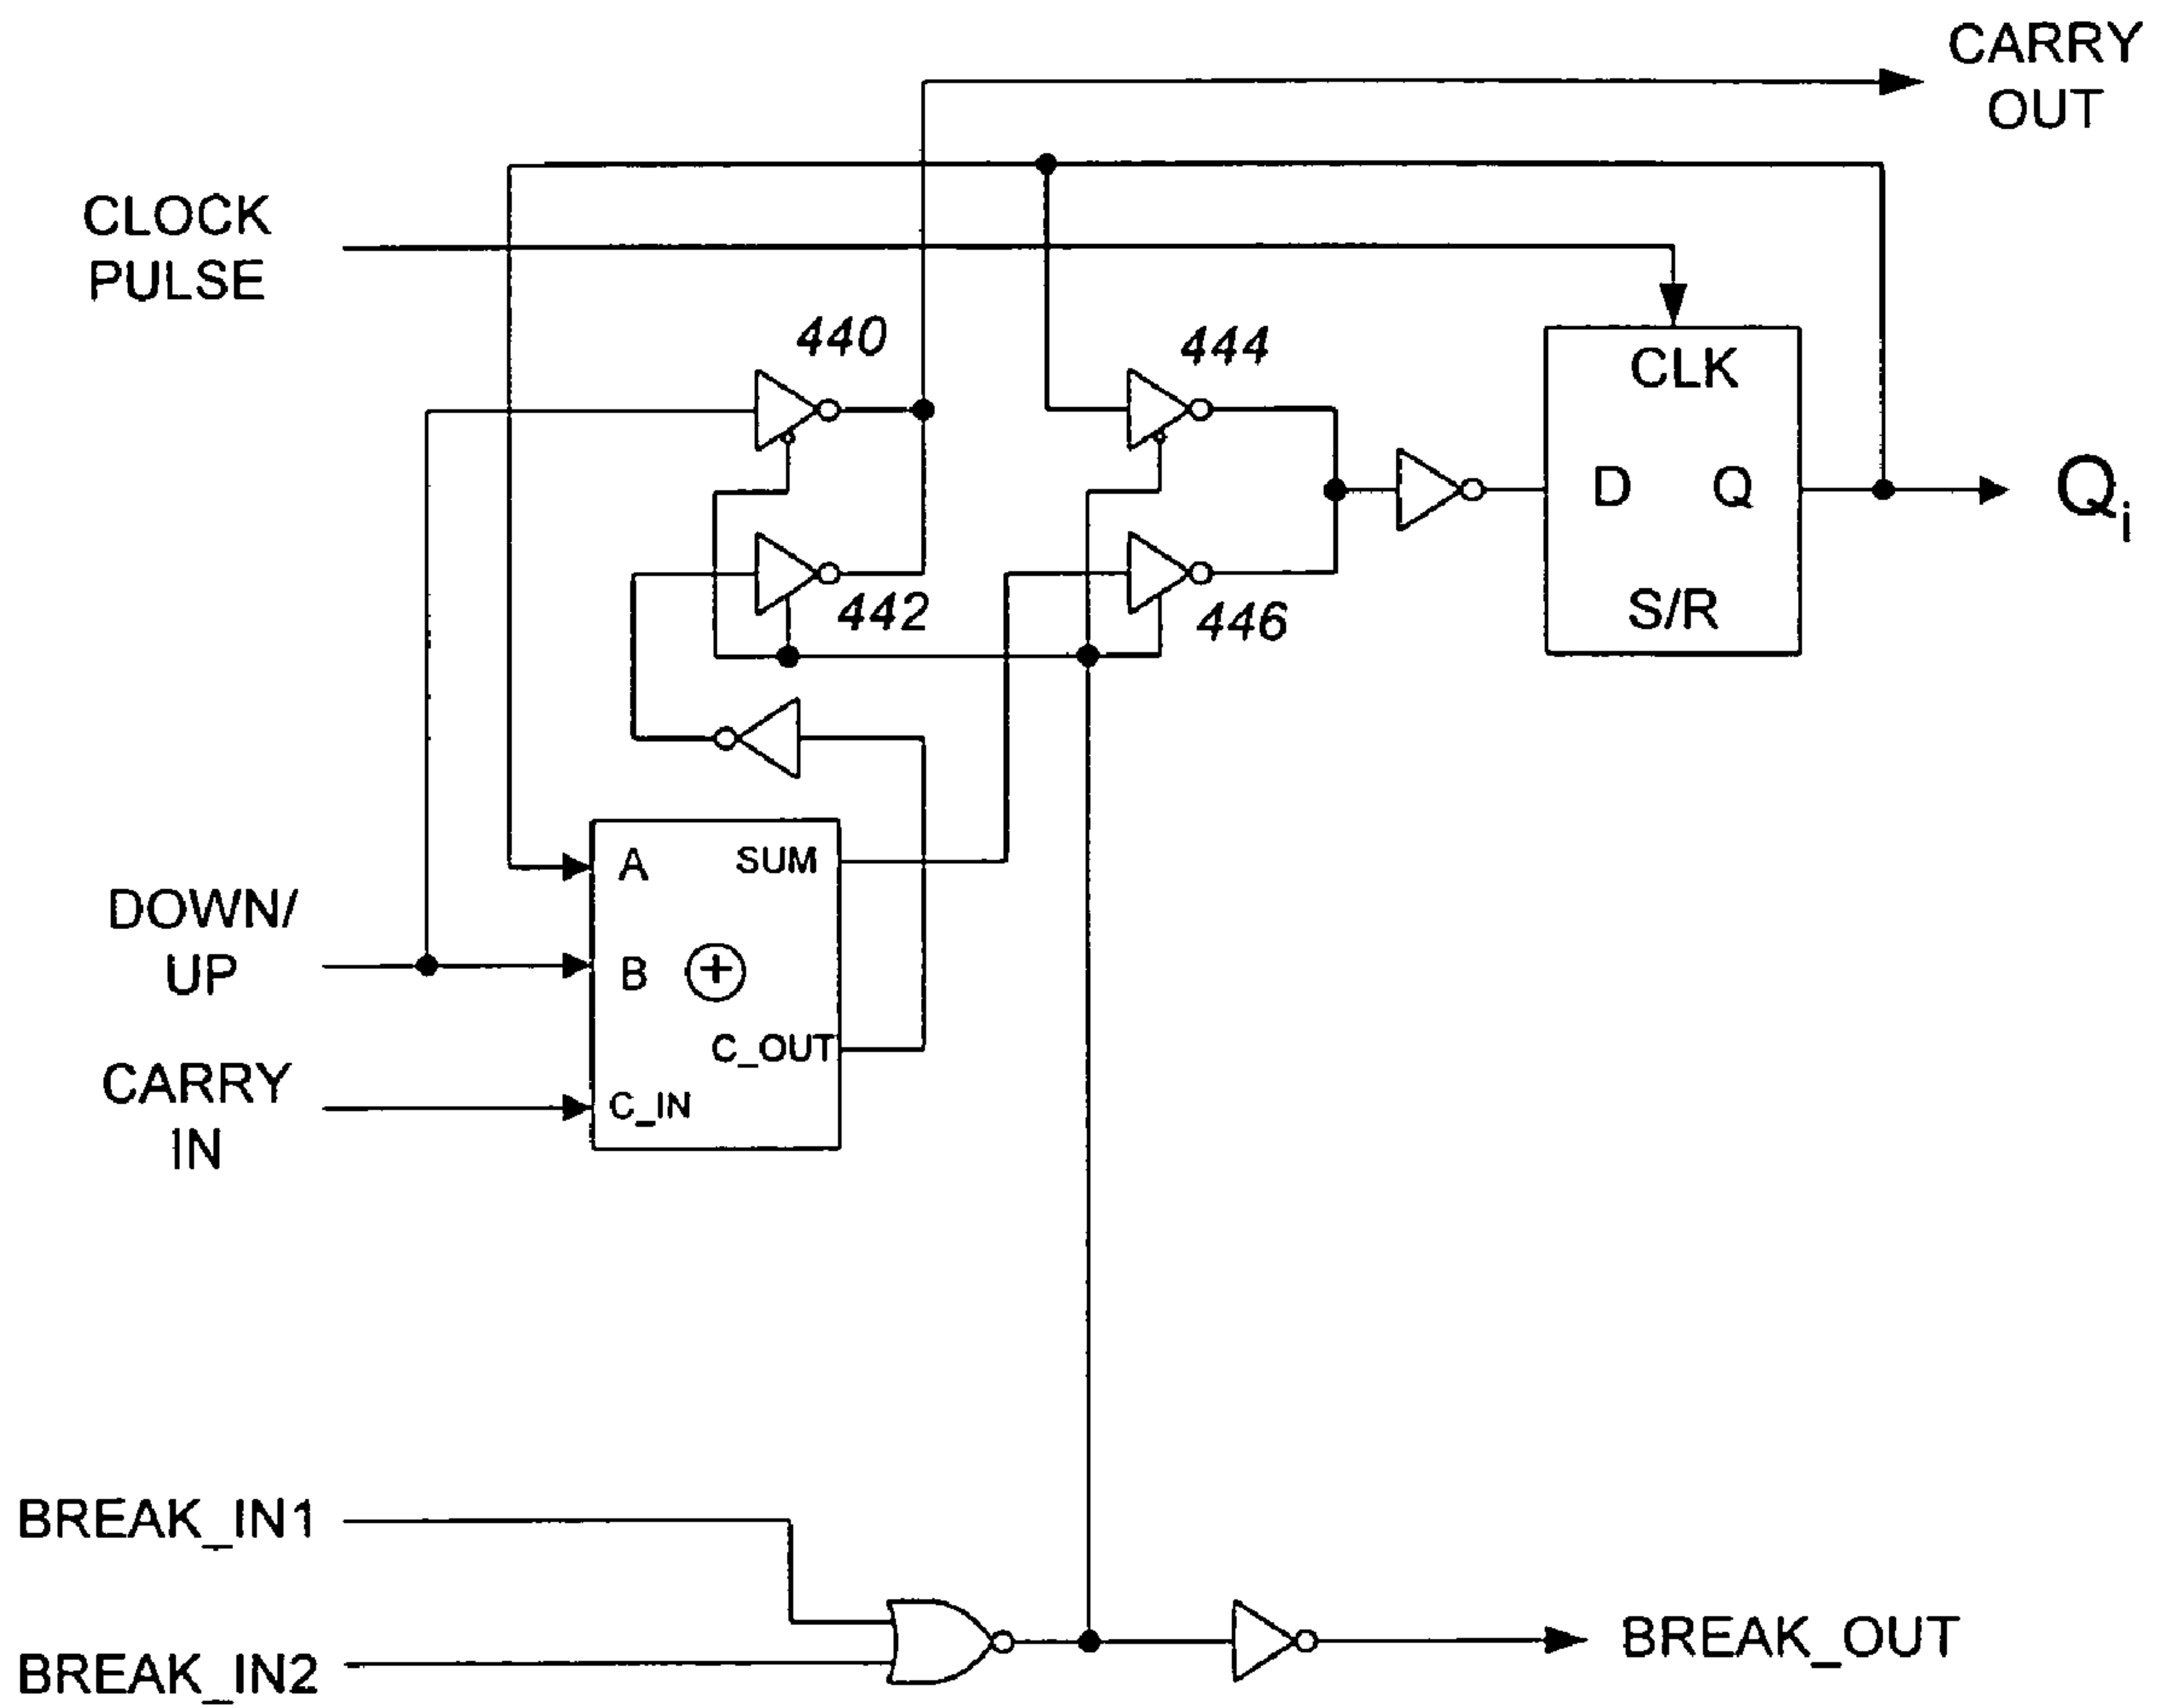 CARRY
OUT
CLOCK
PULSE
440
444
CLK
D
Q
Qi
S/R
442
446
A
SUM
DOWN/
UP
B
+
C_OUT
CARRY
IN
C_IN
BREAK_IN1
BREAK_IN2
BREAK_OUT